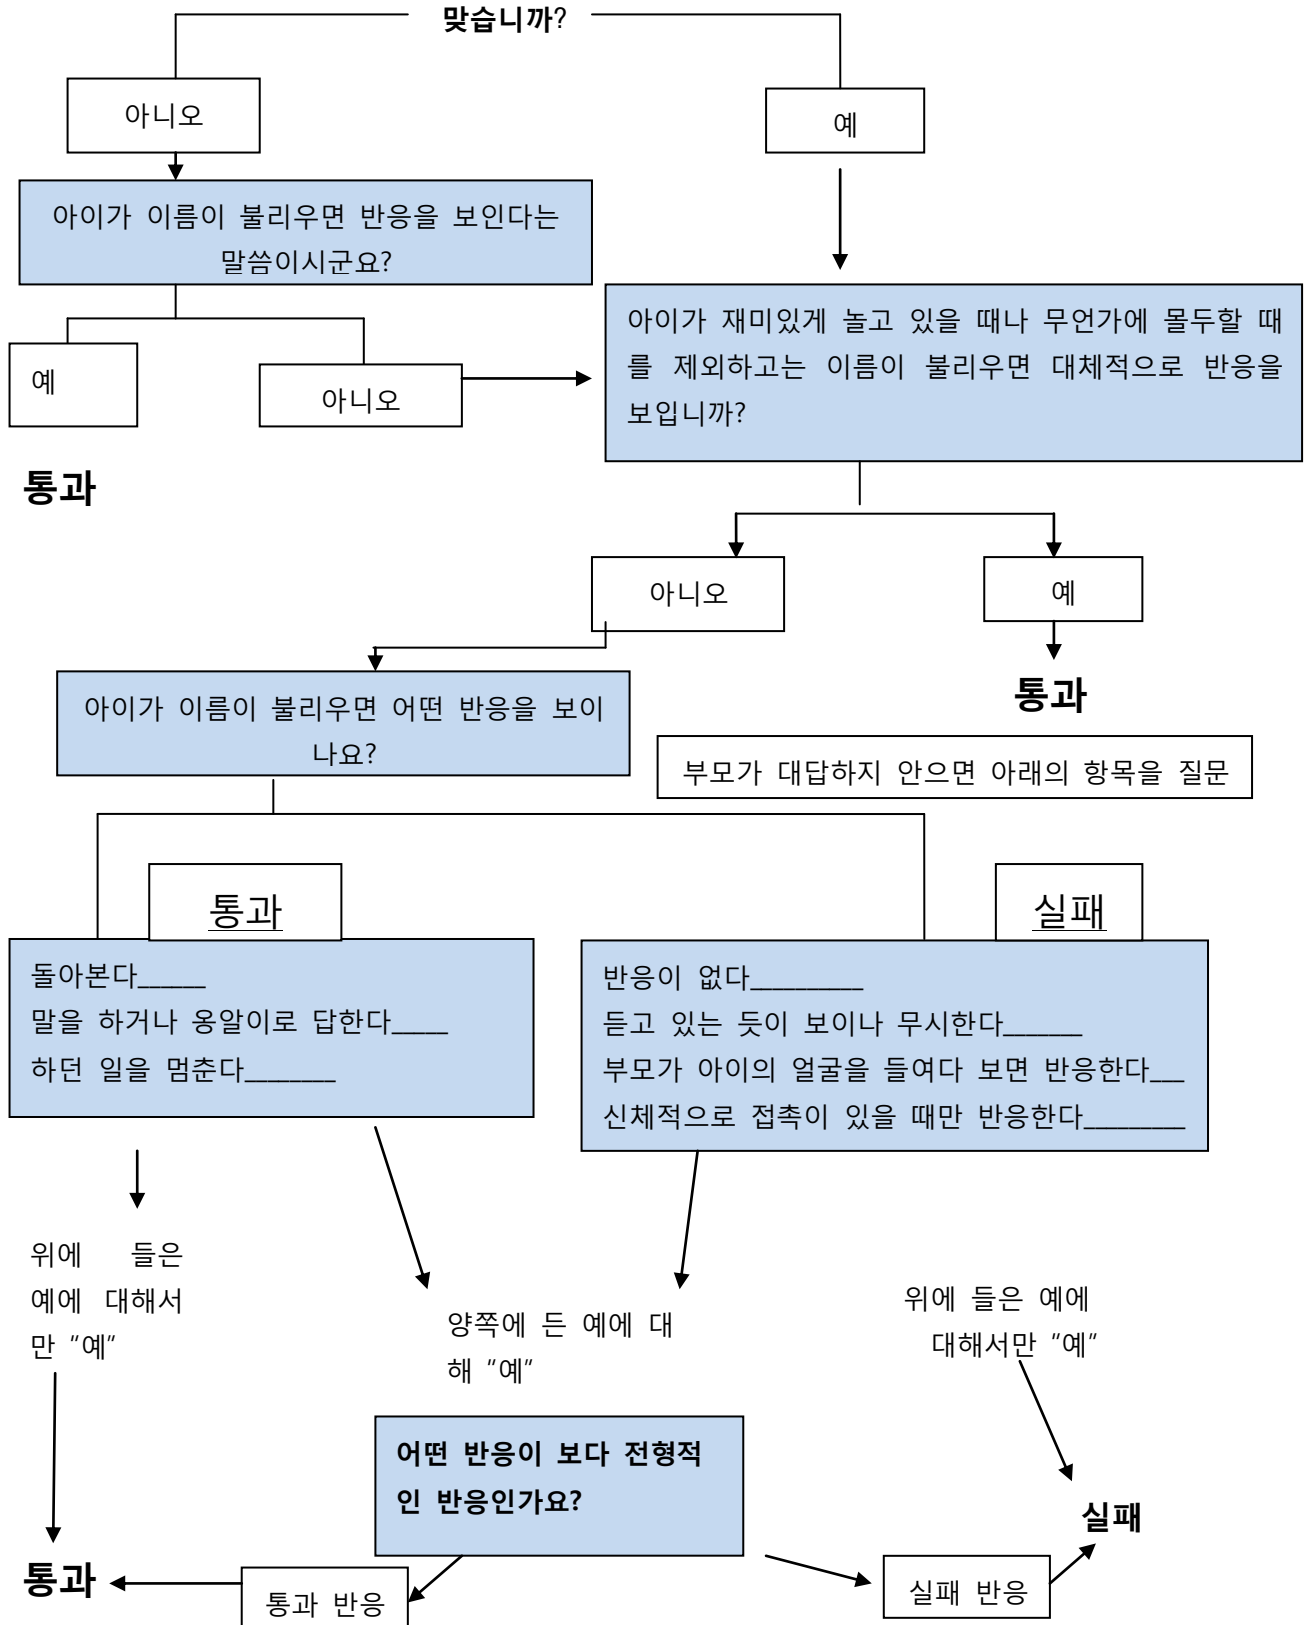 맞습니까?
아니오
예
아이가 이름이 불리우면 반응을 보인다는
말씀이시군요?
아이가 재미있게 놀고 있을 때나 무언가에 몰두할 때
를 제외하고는 이름이 불리우면 대체적으로 반응을
보입니까?
예
아니오
통과
아니오
예
통과
아이가 이름이 불리우면 어떤 반응을 보이
나요?
부모가 대답하지 안으면 아래의 항목을 질문
통과
실패
돌아본다______
말을 하거나 옹알이로 답한다_____
하던 일을 멈춘다________
반응이 없다__________
듣고 있는 듯이 보이나 무시한다_______
부모가 아이의 얼굴을 들여다 보면 반응한다___
신체적으로 접촉이 있을 때만 반응한다_________
위에 들은
예에 대해서
만 "예"
양쪽에 든 예에 대
해 "예"
위에 들은 예에
대해서만 "예"
어떤 반응이 보다 전형적
인 반응인가요?
실패
통과
통과 반응
실패 반응